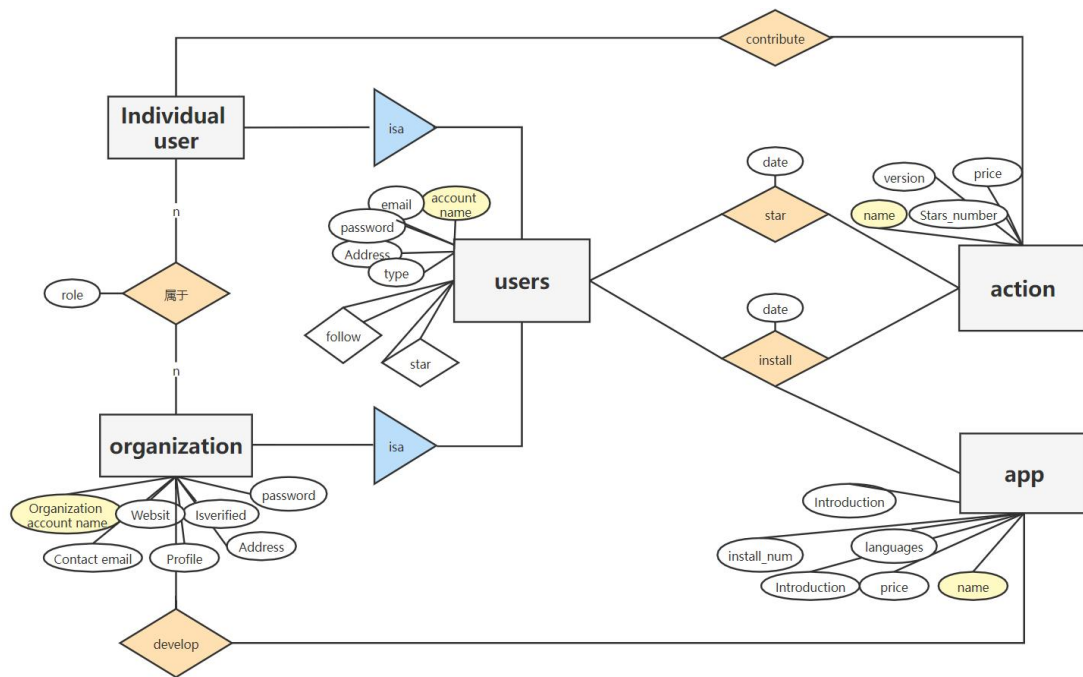 contribute
Individual
user
isa
date
price
version
email
account
name
star
name
Stars_number
password
n
Address
type
users
action
role
属于
date
follow
install
star
n
organization
isa
app
password
Introduction
Organization
account name
Websit
Isverified
Address
languages
Contact email
Profile
install_num
Introduction
price
name
develop